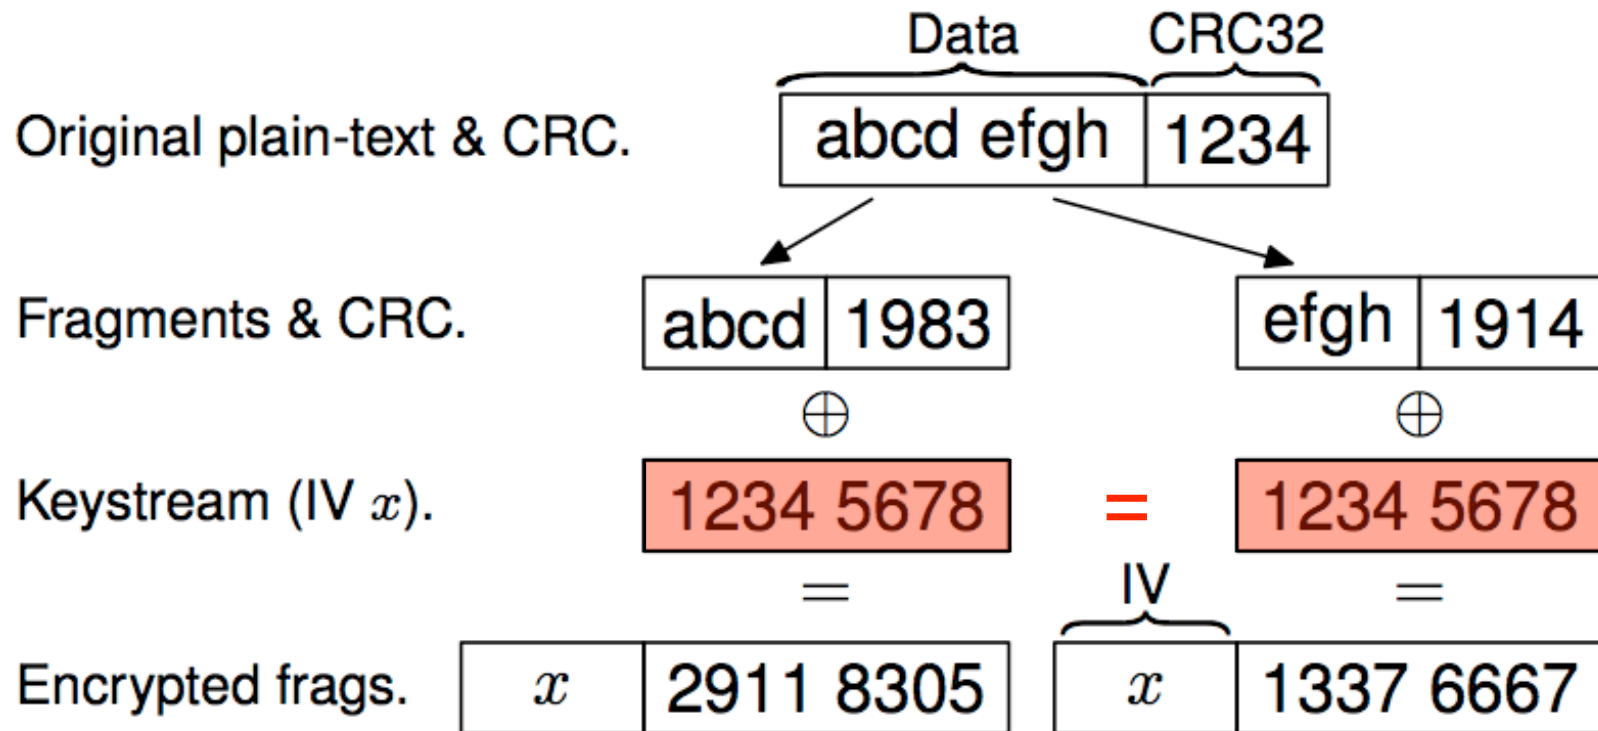 Data CRC32
Original plain-text & CRC. abcd efgh 1234
Fragments & CRC. abcd 1983 efgh 1914
⊕ ⊕
Keystream (IV x). 1234 5678 = 1234 5678
= IV =
Encrypted frags. x 2911 8305 x 1337 6667